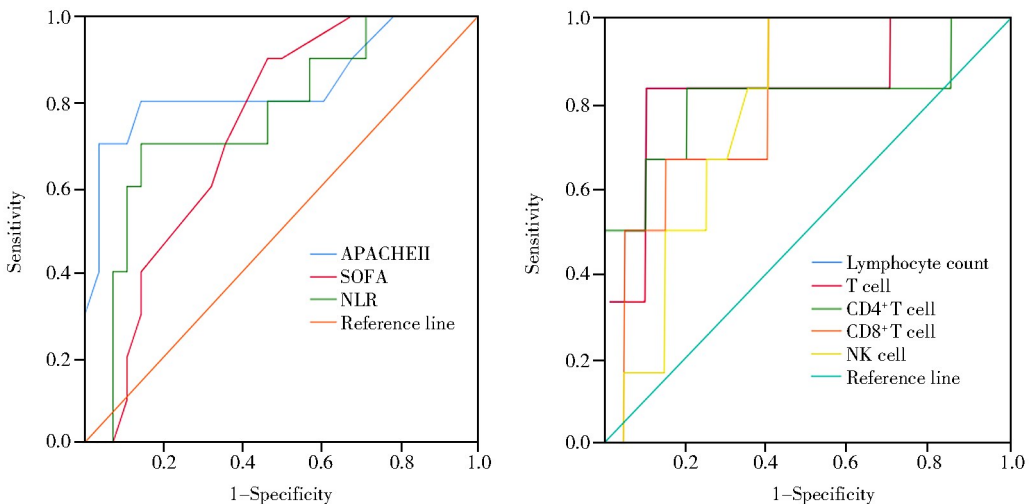 1.0
0.8
0.6
0.4
0.2
0.0
Sensitivity
0.2
0.4
0.6
0.8
1.0
1–Specificity
APACHEII
SOFA
NLR
Reference line
1.0
0.8
0.6
0.4
0.2
0.0
Sensitivity
0.2
0.4
0.6
0.8
1.0
1–Specificity
Lymphocyte count
T cell
CD4⁺T cell
CD8⁺T cell
NK cell
Reference line